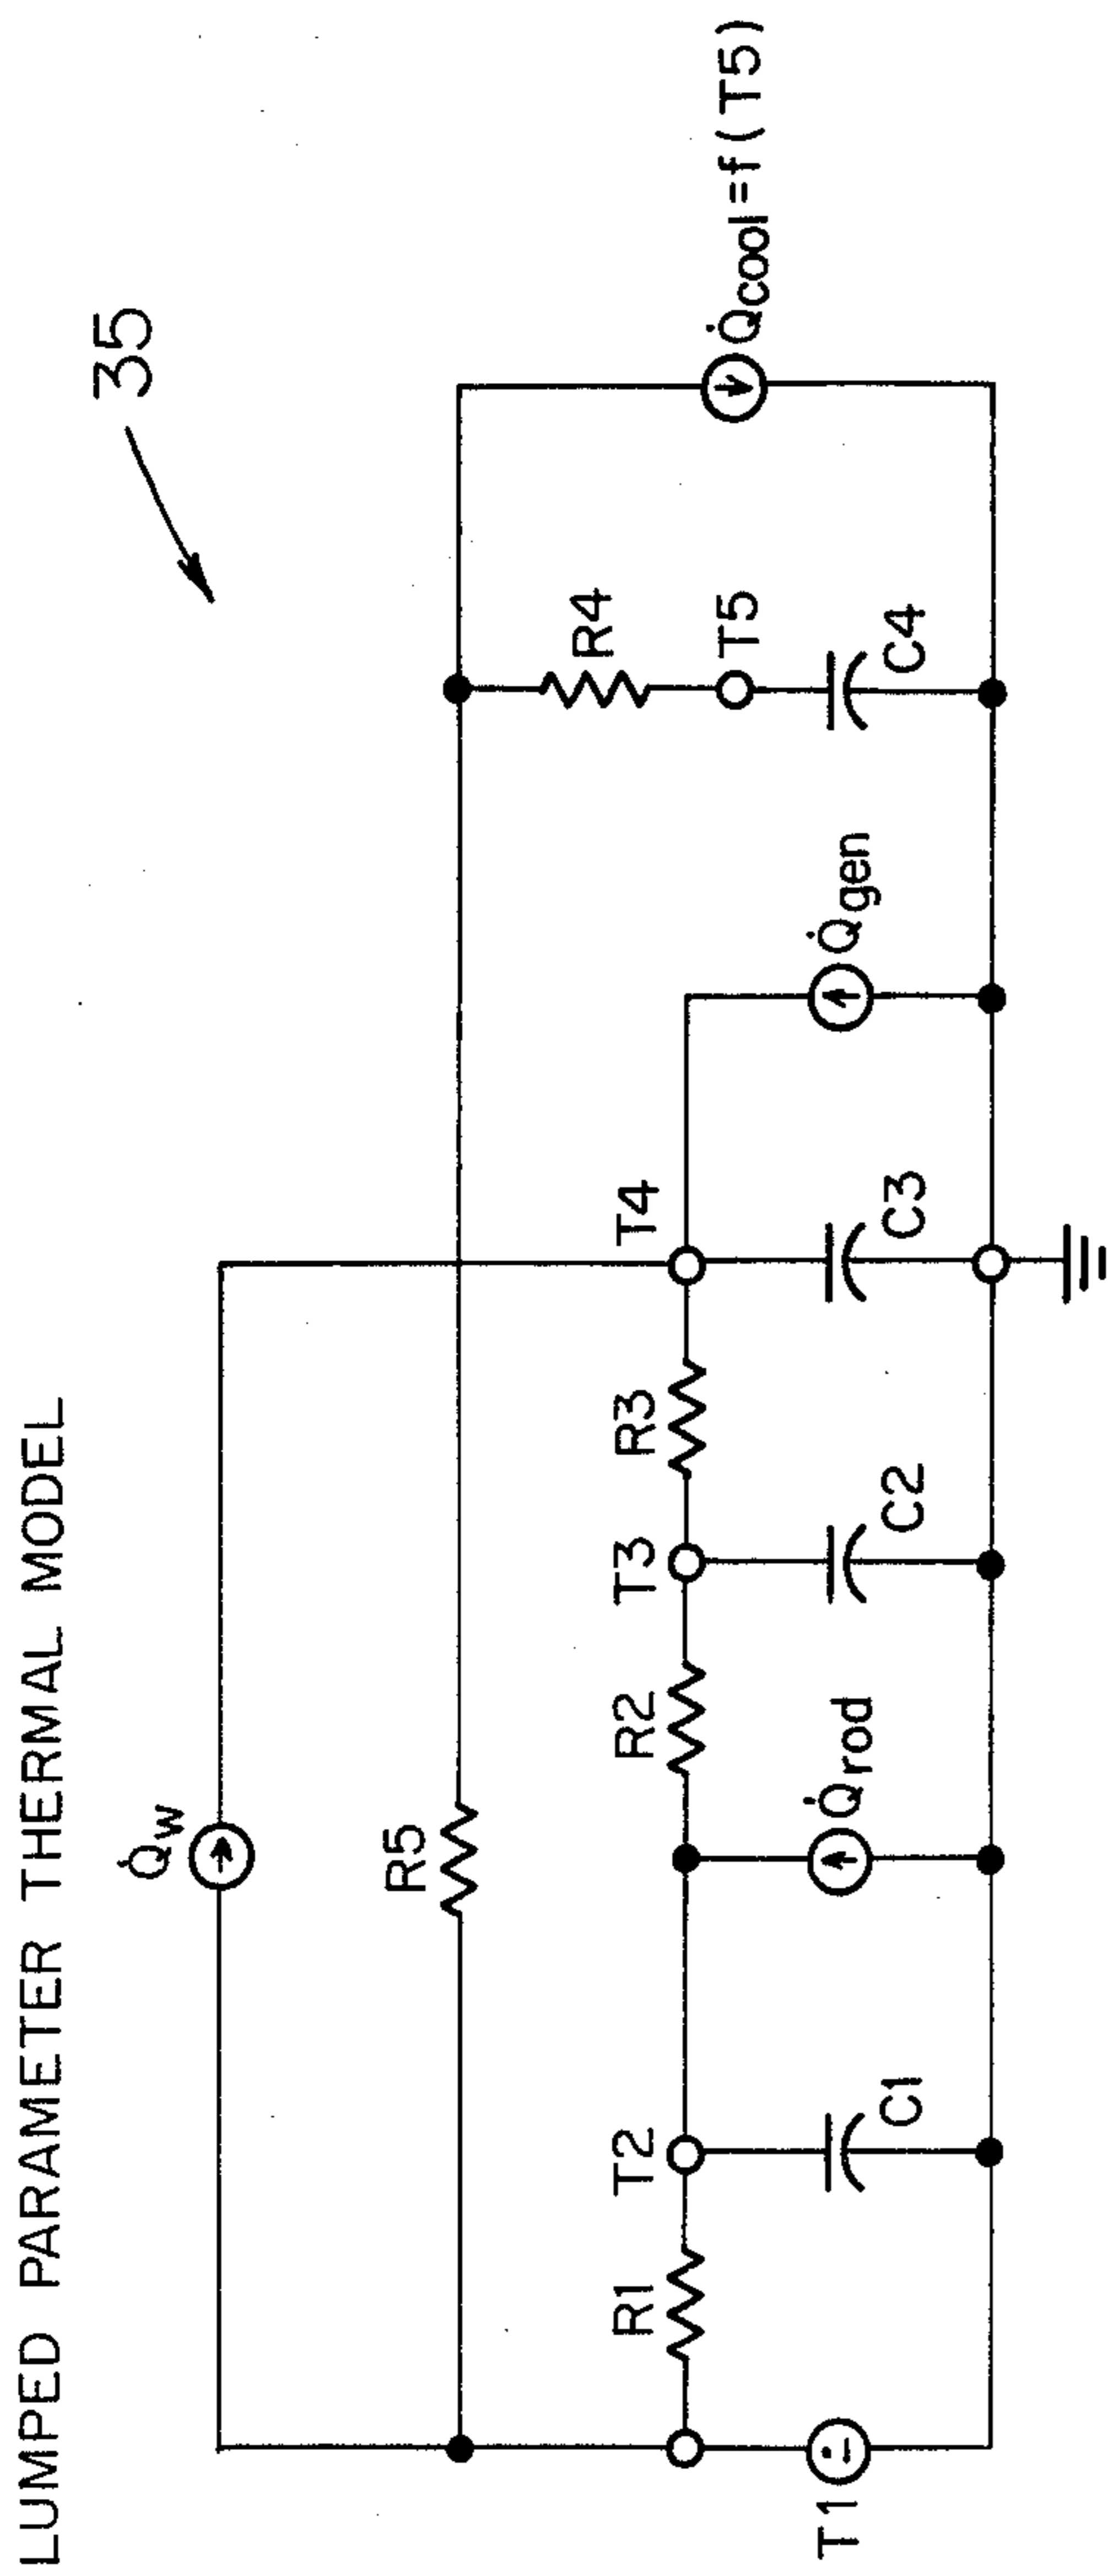 LUMPED PARAMETER THERMAL MODEL
35
Q̇w
R5
R4
T5
C4
Q̇cool=f(T5)
T4
Q̇gen
R3
C3
T3
C2
R2
Q̇rod
T2
C1
R1
T1